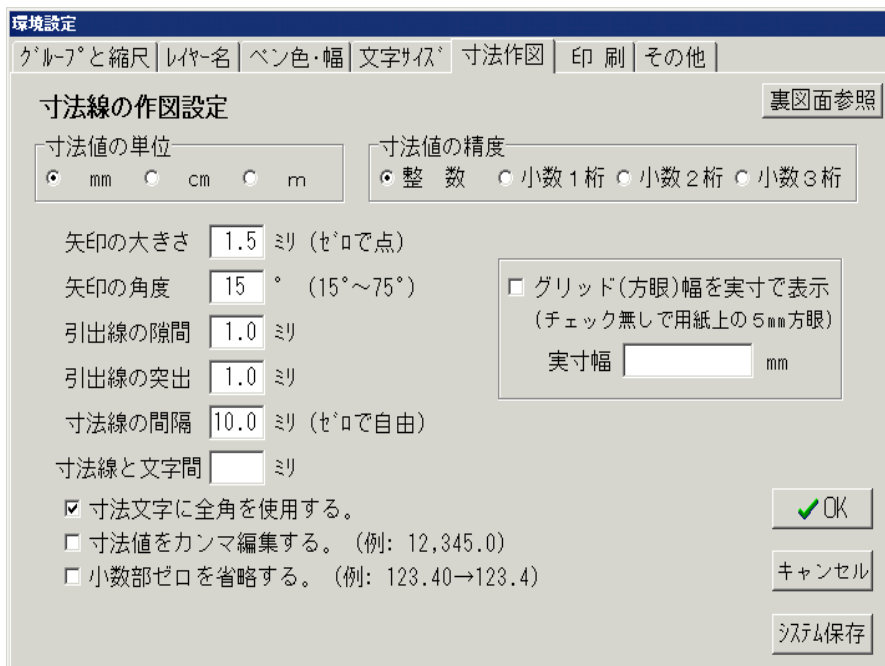 環境設定
ｸﾞﾙｰﾌﾟと縮尺 ﾚｲﾔｰ名 ペン色・幅 文字ｻｲｽﾞ 寸法作図 印 刷 その他
寸法線の作図設定 裏図面参照
寸法値の単位 寸法値の精度
mm cm m 整 数 小数１桁 小数２桁 小数３桁
矢印の大きさ 1.5 ﾐﾘ (ｾﾞﾛで点)
矢印の角度 15 ° (15°～75°)
グリッド(方眼)幅を実寸で表示
(チェック無しで用紙上の５㎜方眼)
引出線の隙間 1.0 ﾐﾘ
実寸幅 mm
引出線の突出 1.0 ﾐﾘ
寸法線の間隔 10.0 ﾐﾘ (ｾﾞﾛで自由)
寸法線と文字間 ﾐﾘ
寸法文字に全角を使用する。
OK
寸法値をカンマ編集する。 (例: 12,345.0)
小数部ゼロを省略する。 (例: 123.40→123.4)
キャンセル
ｼｽﾃﾑ保存